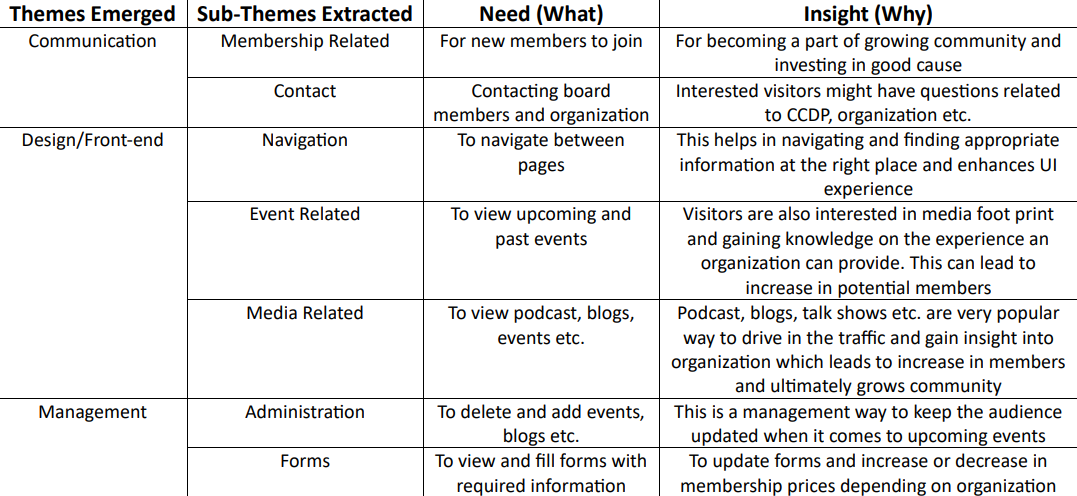 Themes Emerged Sub-Themes Extracted Need (What) Insight (Why)
Communication Membership Related For new members to join For becoming a part of growing community and
investing in good cause
Contact Contacting board Interested visitors might have questions related
members and organization to CCDP, organization etc.
Design/Front-end Navigation To navigate between This helps in navigating and finding appropriate
pages information at the right place and enhances UI
experience
Event Related To view upcoming and Visitors are also interested in media foot print
past events and gaining knowledge on the experience an
organization can provide. This can lead to
increase in potential members
Media Related To view podcast, blogs, Podcast, blogs, talk shows etc. are very popular
events etc. way to drive in the traffic and gain insight into
organization which leads to increase in members
and ultimately grows community
Management Administration To delete and add events, This is a management way to keep the audience
blogs etc. updated when it comes to upcoming events
Forms To view and fill forms with To update forms and increase or decrease in
required information membership prices depending on organization